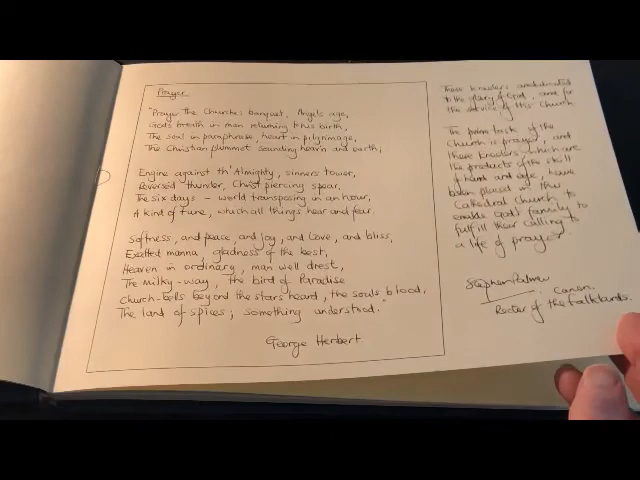 Prayer
"Prayer the Churches banquet, Angels age,
Gods breath in man returning to his birth,
The soul in paraphrase, heart in pilgrimage,
The Christian plummet sounding heav'n and earth;
Engine against th' Almighty, sinners tower,
Reversed thunder, Christ piercing spear,
The six days - world transposing in an hour,
A kind of tune, which all things hear and fear.
Softness, and peace, and joy, and love, and bliss,
Exalted manna, gladness of the best,
Heaven in ordinary, man well drest,
The Milky-way, the bird of Paradise
Church-bells beyond the stars heard, the souls blood,
The land of spices; something understood."
George Herbert
These kneelers are dedicated
to the glory of God, and for
the service of His Church
The prime task of the
Church is prayer, and
these kneelers, which are
the products of the skill
of hand and eye, have
been placed in this
Cathedral church to
enable God's family to
fulfill their calling to
a life of prayer
Stephen Palmer
Canon.
Rector of the Falklands.